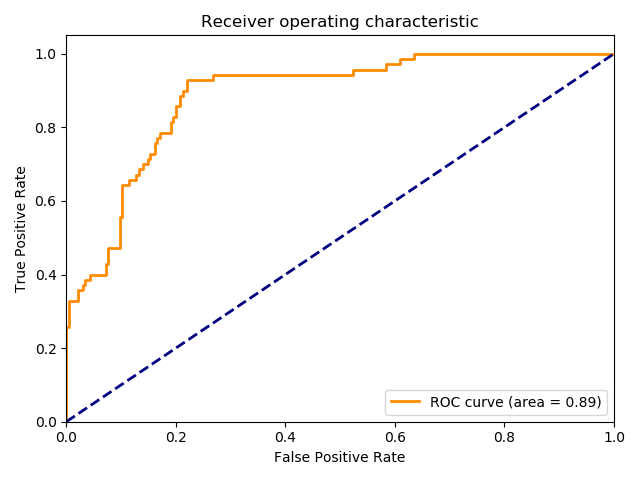 Receiver operating characteristic
True Positive Rate
1.0
0.8
0.6
0.4
0.2
0.0
ROC curve (area = 0.89)
0.0 0.2 0.4 0.6 0.8 1.0
False Positive Rate